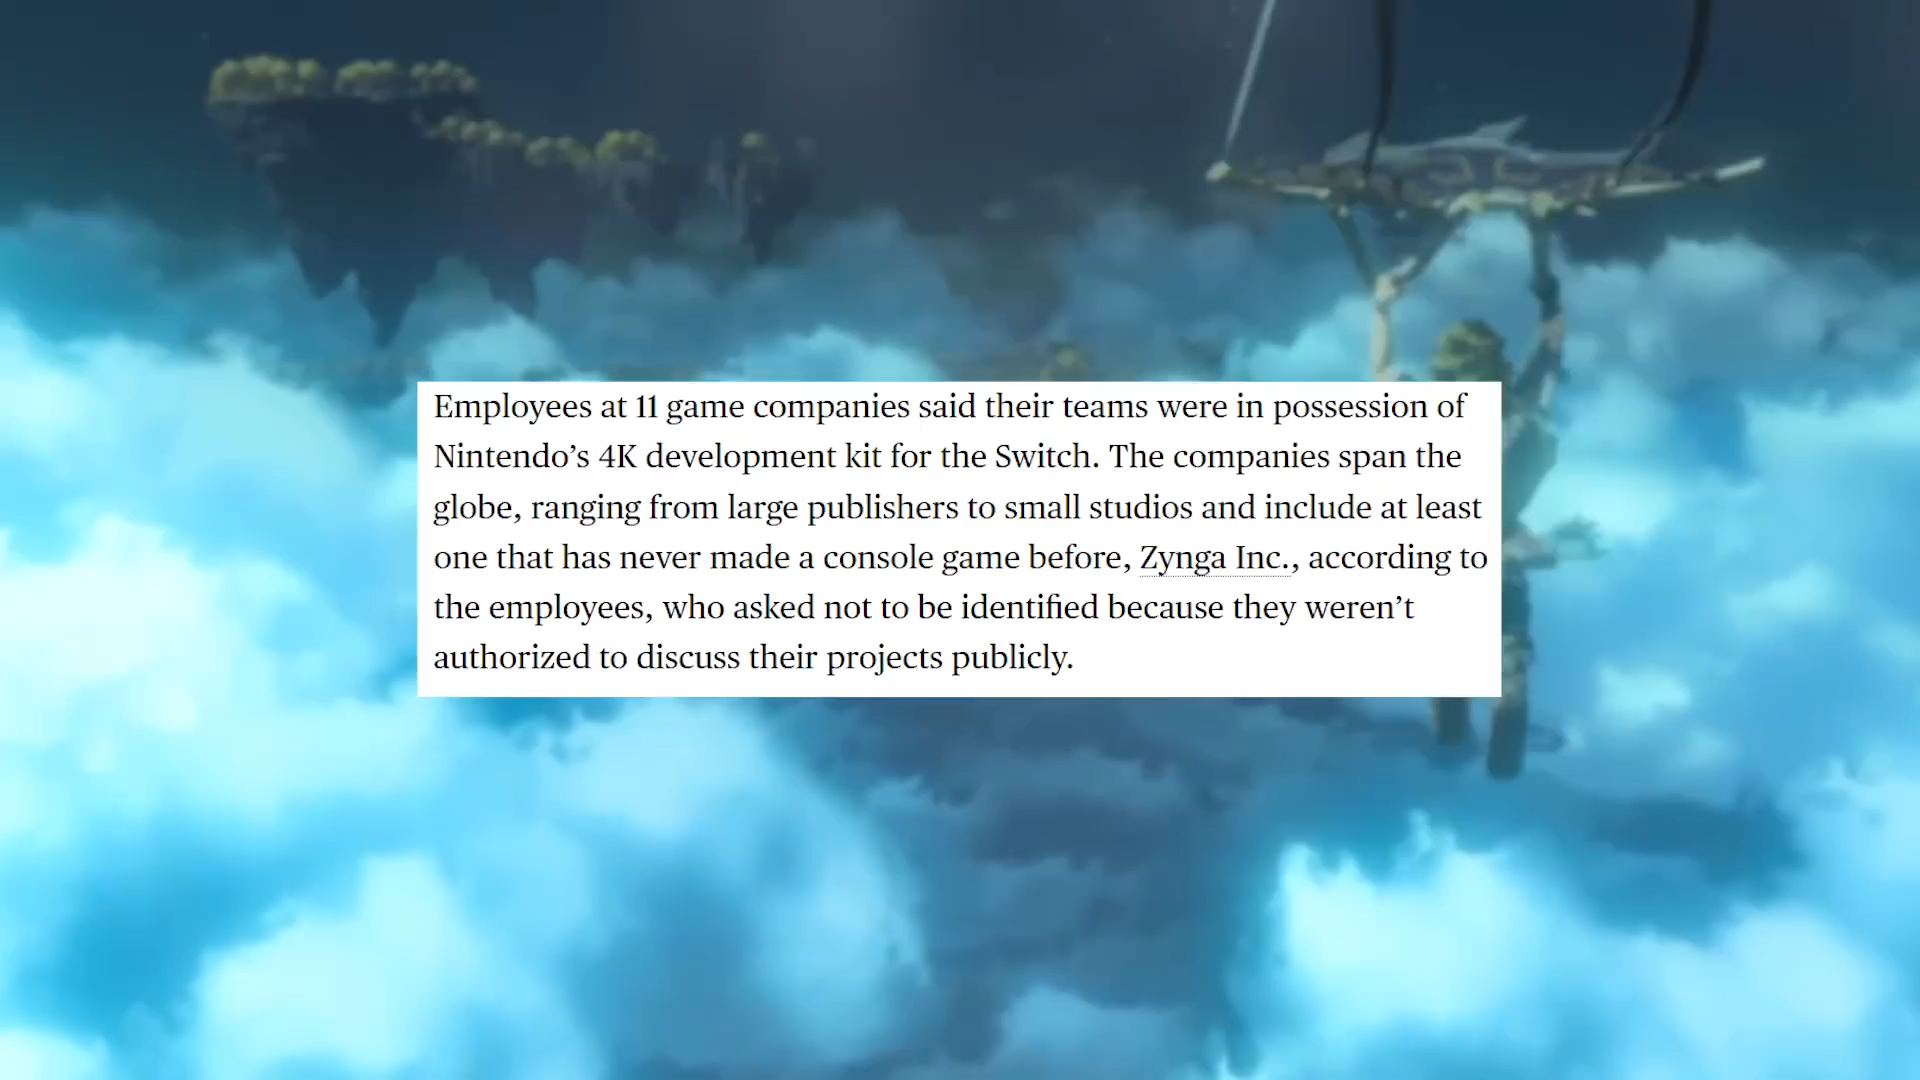 Employees at 11 game companies said their teams were in possession of
Nintendo’s 4K development kit for the Switch. The companies span the
globe, ranging from large publishers to small studios and include at least
one that has never made a console game before, Zynga Inc., according to
the employees, who asked not to be identified because they weren’t
authorized to discuss their projects publicly.